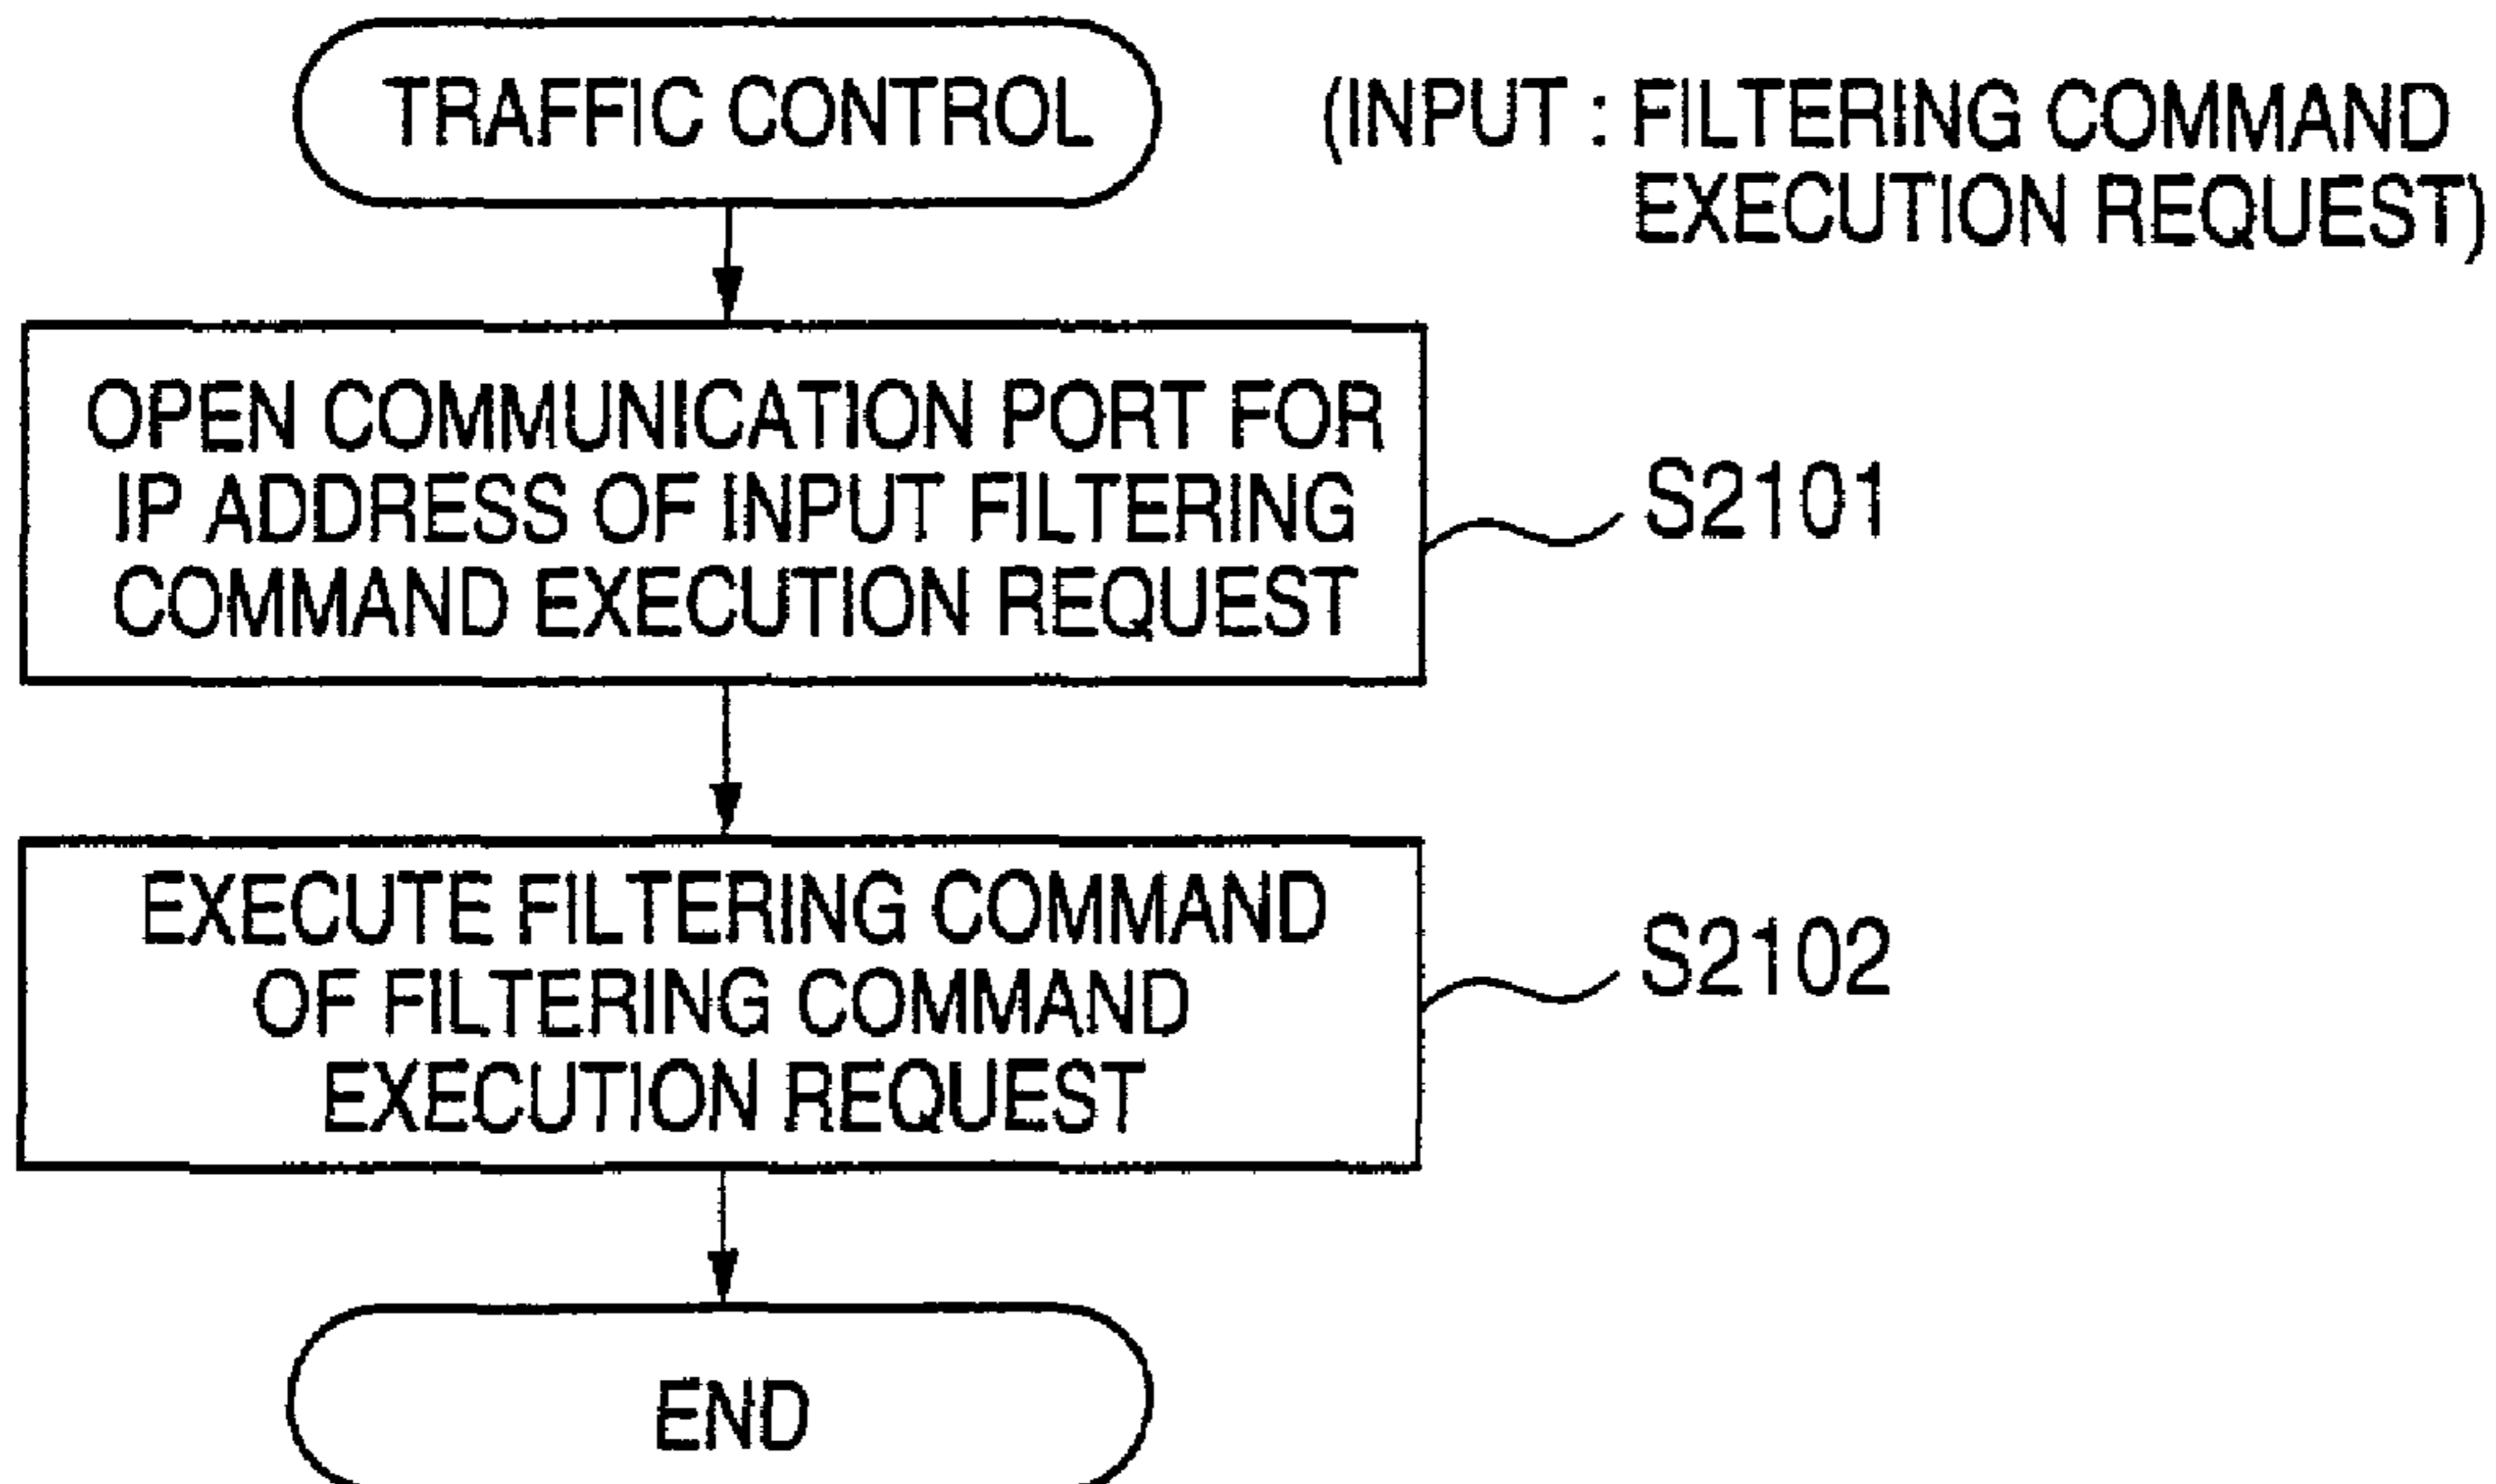 TRAFFIC CONTROL
(INPUT : FILTERING COMMAND
EXECUTION REQUEST)
OPEN COMMUNICATION PORT FOR
IP ADDRESS OF INPUT FILTERING
COMMAND EXECUTION REQUEST
S2101
EXECUTE FILTERING COMMAND
OF FILTERING COMMAND
EXECUTION REQUEST
S2102
END